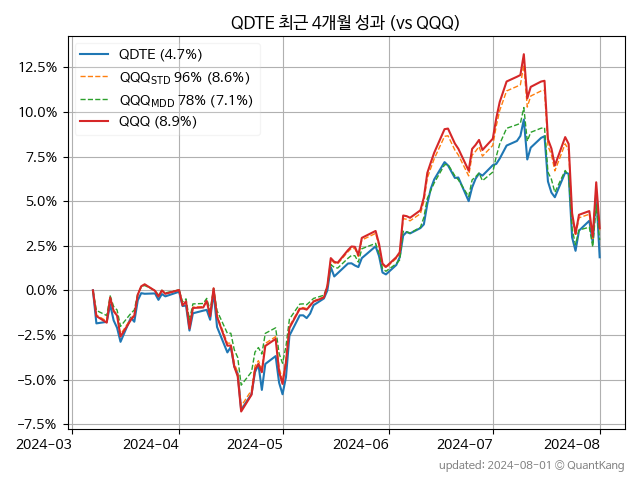 QDTE 최근 4개월 성과 (vs QQQ)
QDTE (4.7%)
QQQSTD 96% (8.6%)
QQQMDD 78% (7.1%)
QQQ (8.9%)
12.5%
10.0%
7.5%
5.0%
2.5%
0.0%
-2.5%
-5.0%
-7.5%
2024-03 2024-04 2024-05 2024-06 2024-07 2024-08
updated: 2024-08-01 © QuantKang